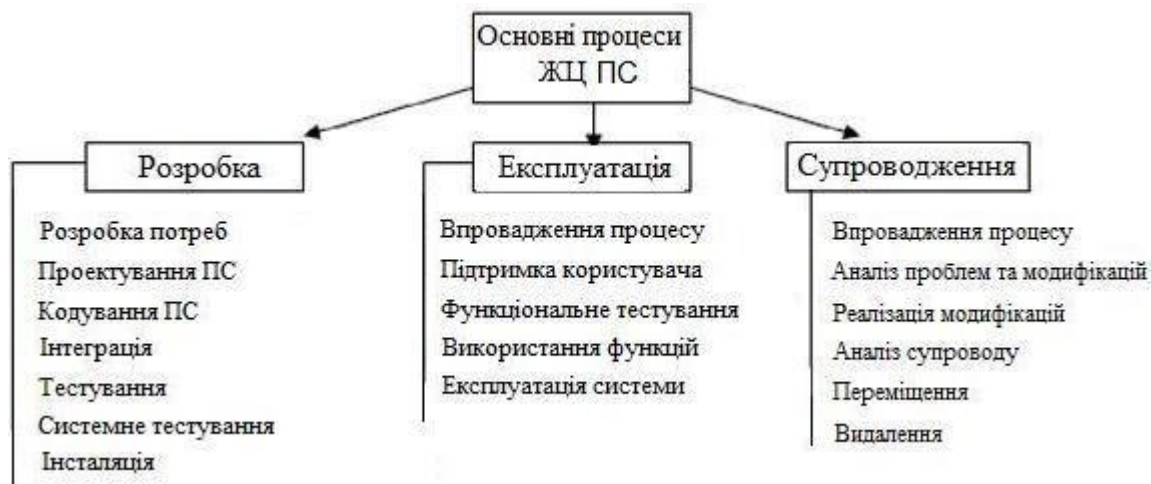 Основні процеси
ЖЦ ПС
Розробка
Розробка потреб
Проектування ПС
Кодування ПС
Інтеграція
Тестування
Системне тестування
Інсталяція
Експлуатація
Впровадження процесу
Підтримка користувача
Функціональне тестування
Використання функцій
Експлуатація системи
Супроводження
Впровадження процесу
Аналіз проблем та модифікацій
Реалізація модифікацій
Аналіз супроводу
Переміщення
Видалення